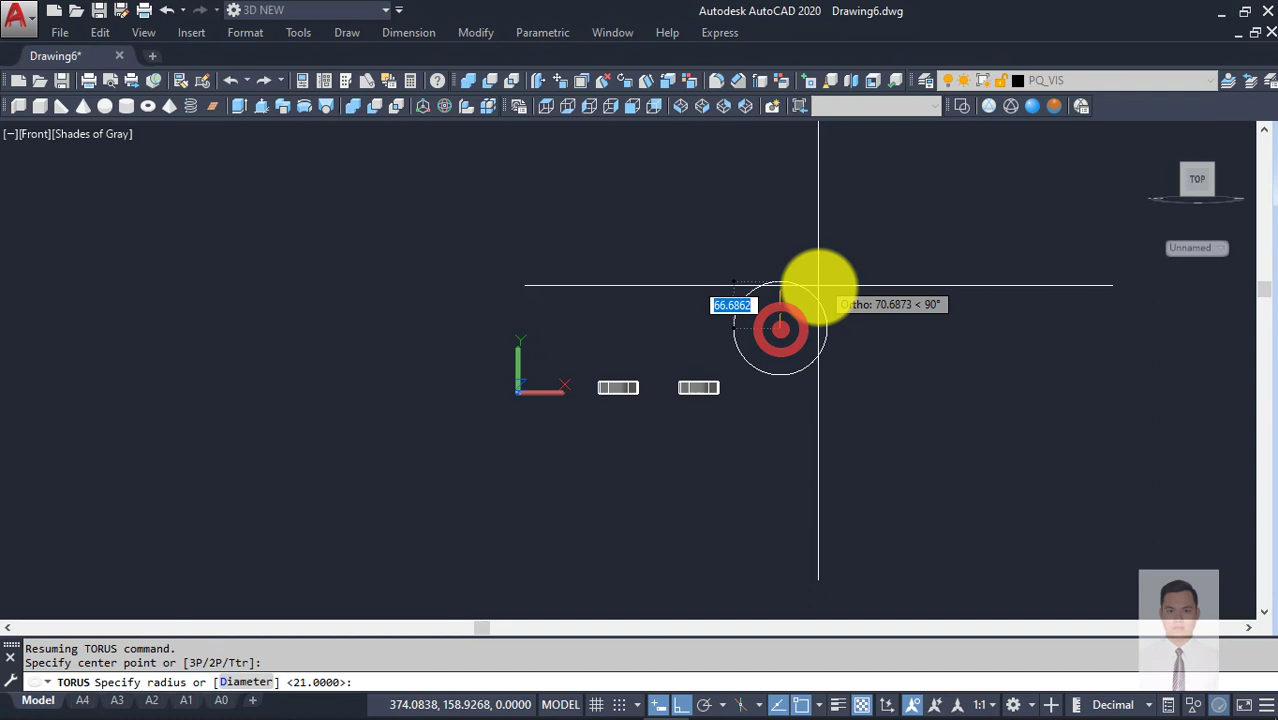 3D NEW
Autodesk AutoCAD 2020 Drawing6.dwg
File Edit View Insert Format Tools Draw Dimension Modify Parametric Window Help Express
Drawing6*
PQ_VIS
[−][Front][Shades of Gray]
TOP
Unnamed
66.6862
Ortho: 70.6873 < 90°
Y
X
Z
Resuming TORUS command.
Specify center point or [3P/2P/Ttr]:
TORUS Specify radius or [Diameter] <21.0000>:
Model A4 A3 A2 A1 A0
374.0838, 158.9268, 0.0000 MODEL 1:1 Decimal